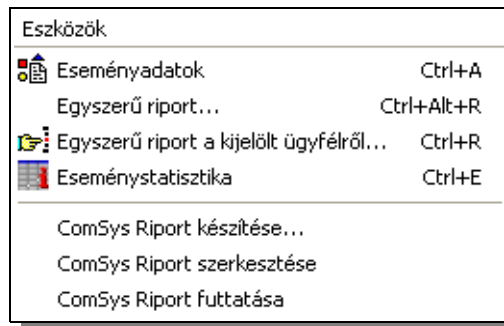 Eszközök
Eseményadatok Ctrl+A
Egyszerű riport... Ctrl+Alt+R
Egyszerű riport a kijelölt ügyfélről... Ctrl+R
Eseménystatisztika Ctrl+E
ComSys Riport készítése...
ComSys Riport szerkesztése
ComSys Riport futtatása